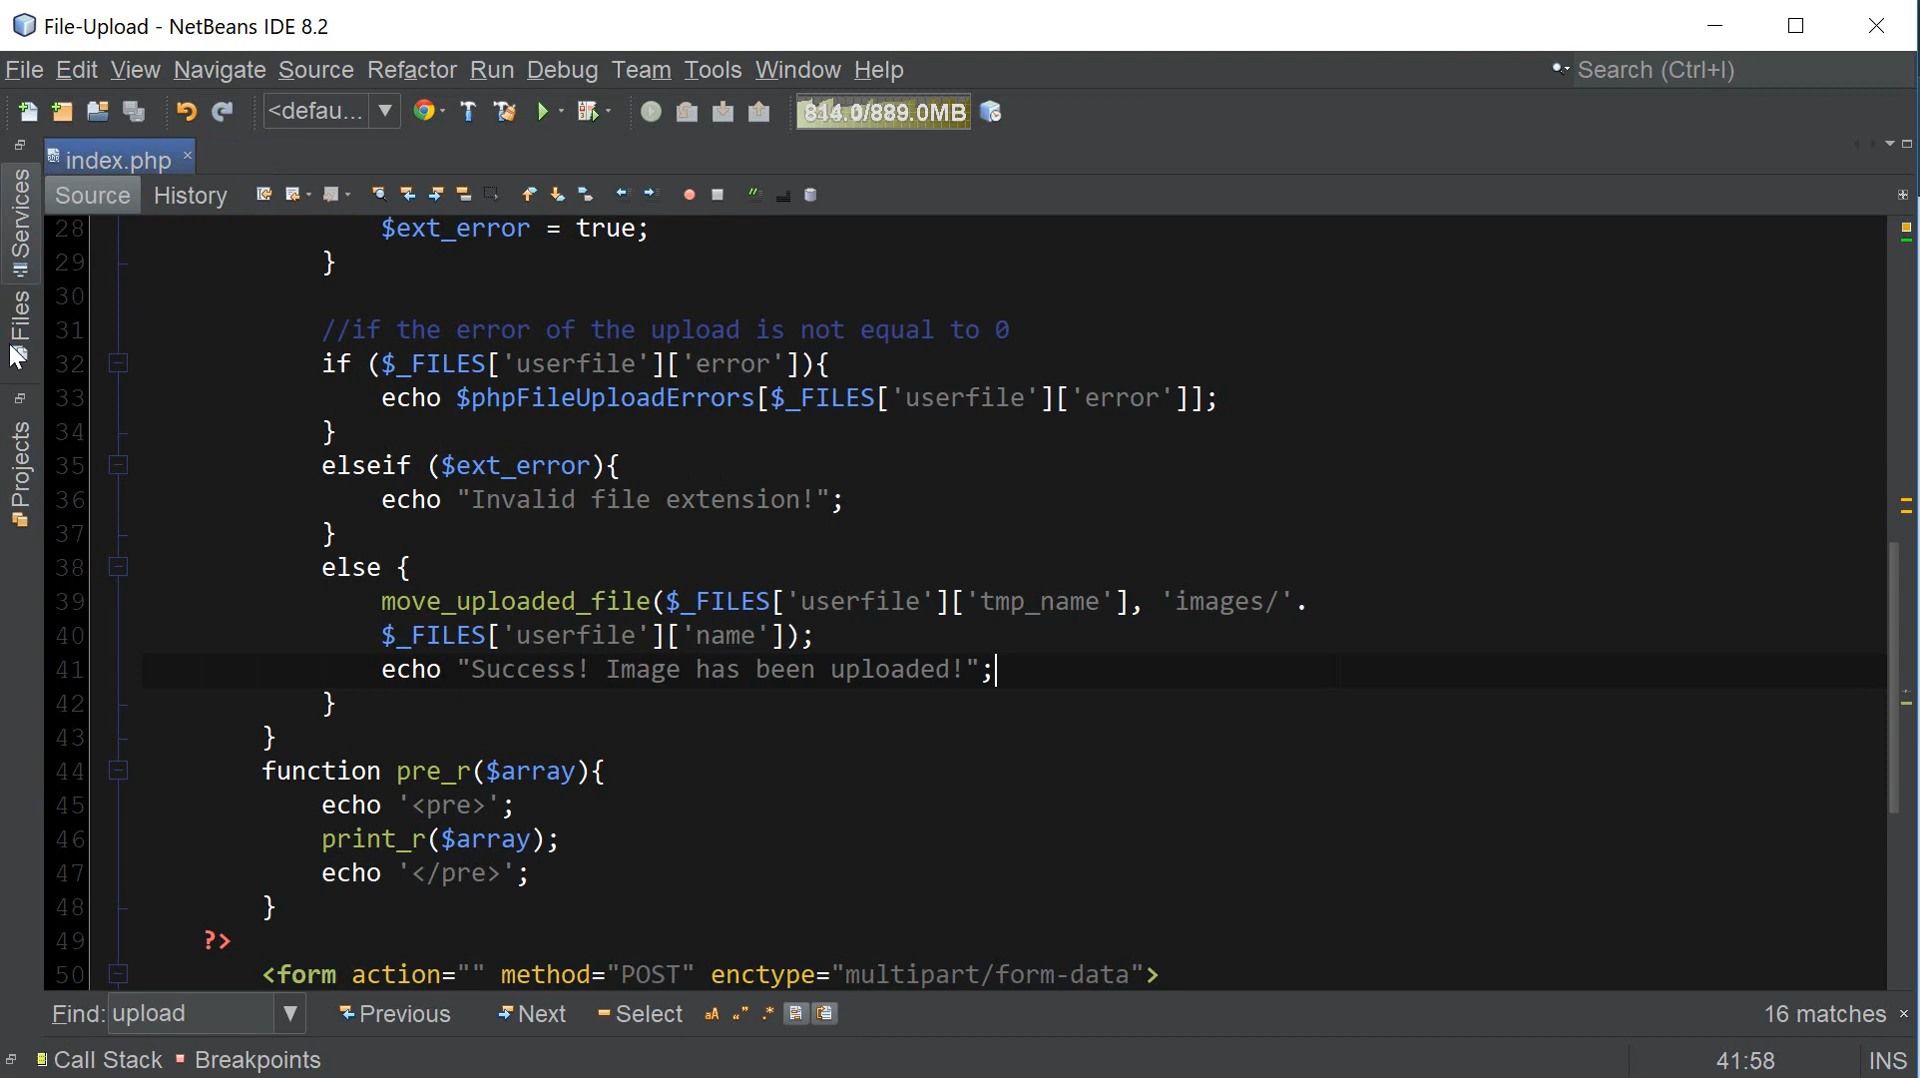 File-Upload - NetBeans IDE 8.2
File Edit View Navigate Source Refactor Run Debug Team Tools Window Help
Search (Ctrl+I)
<defau...
814.0/889.0MB
index.php
Source History
Services
Files
Projects
28 $ext_error = true;
29 }
30
31 //if the error of the upload is not equal to 0
32 if ($_FILES['userfile']['error']){
33 echo $phpFileUploadErrors[$_FILES['userfile']['error']];
34 }
35 elseif ($ext_error){
36 echo "Invalid file extension!";
37 }
38 else {
39 move_uploaded_file($_FILES['userfile']['tmp_name'], 'images/'.
40 $_FILES['userfile']['name']);
41 echo "Success! Image has been uploaded!";
42 }
43 }
44 function pre_r($array){
45 echo '<pre>';
46 print_r($array);
47 echo '</pre>';
48 }
49 ?>
50 <form action="" method="POST" enctype="multipart/form-data">
Find: upload Previous Next Select 16 matches
Call Stack Breakpoints 41:58 INS